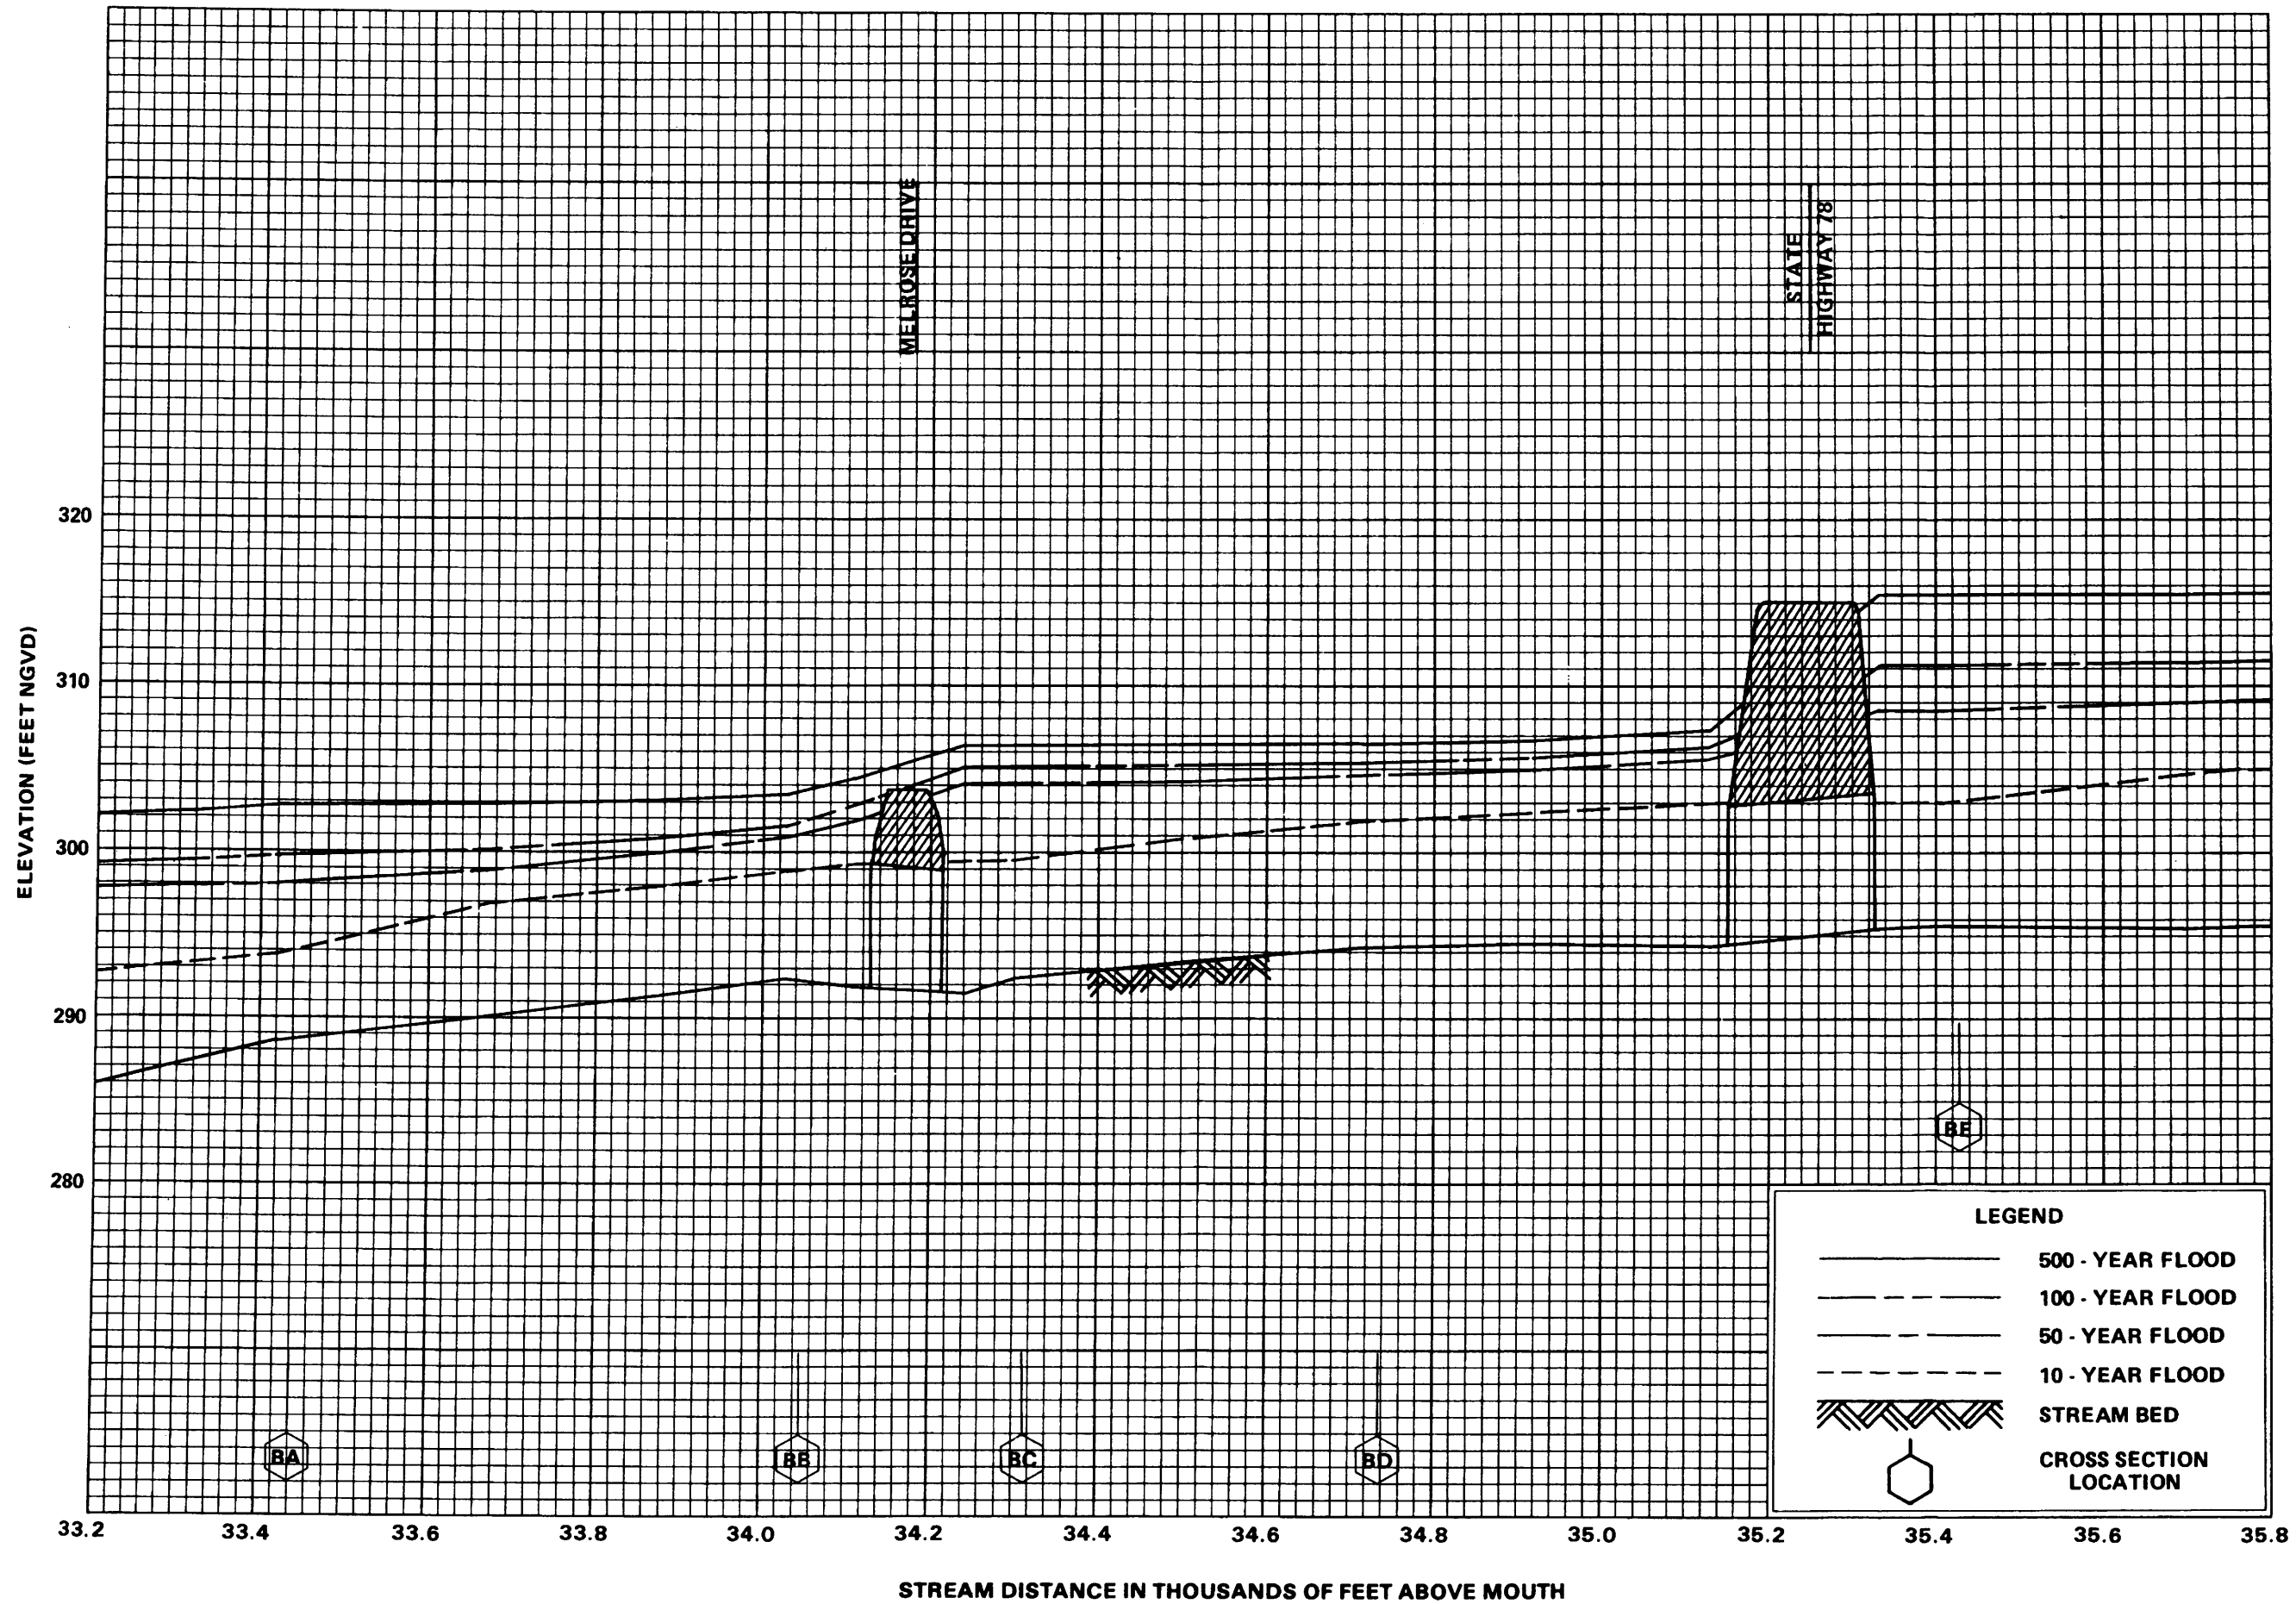 MELROSE DRIVE
STATE
HIGHWAY 78
ELEVATION (FEET NGVD)
320
310
300
290
280
BA
BB
BC
BD
BE
LEGEND
500 - YEAR FLOOD
100 - YEAR FLOOD
50 - YEAR FLOOD
10 - YEAR FLOOD
STREAM BED
CROSS SECTION
LOCATION
33.2 33.4 33.6 33.8 34.0 34.2 34.4 34.6 34.8 35.0 35.2 35.4 35.6 35.8
STREAM DISTANCE IN THOUSANDS OF FEET ABOVE MOUTH